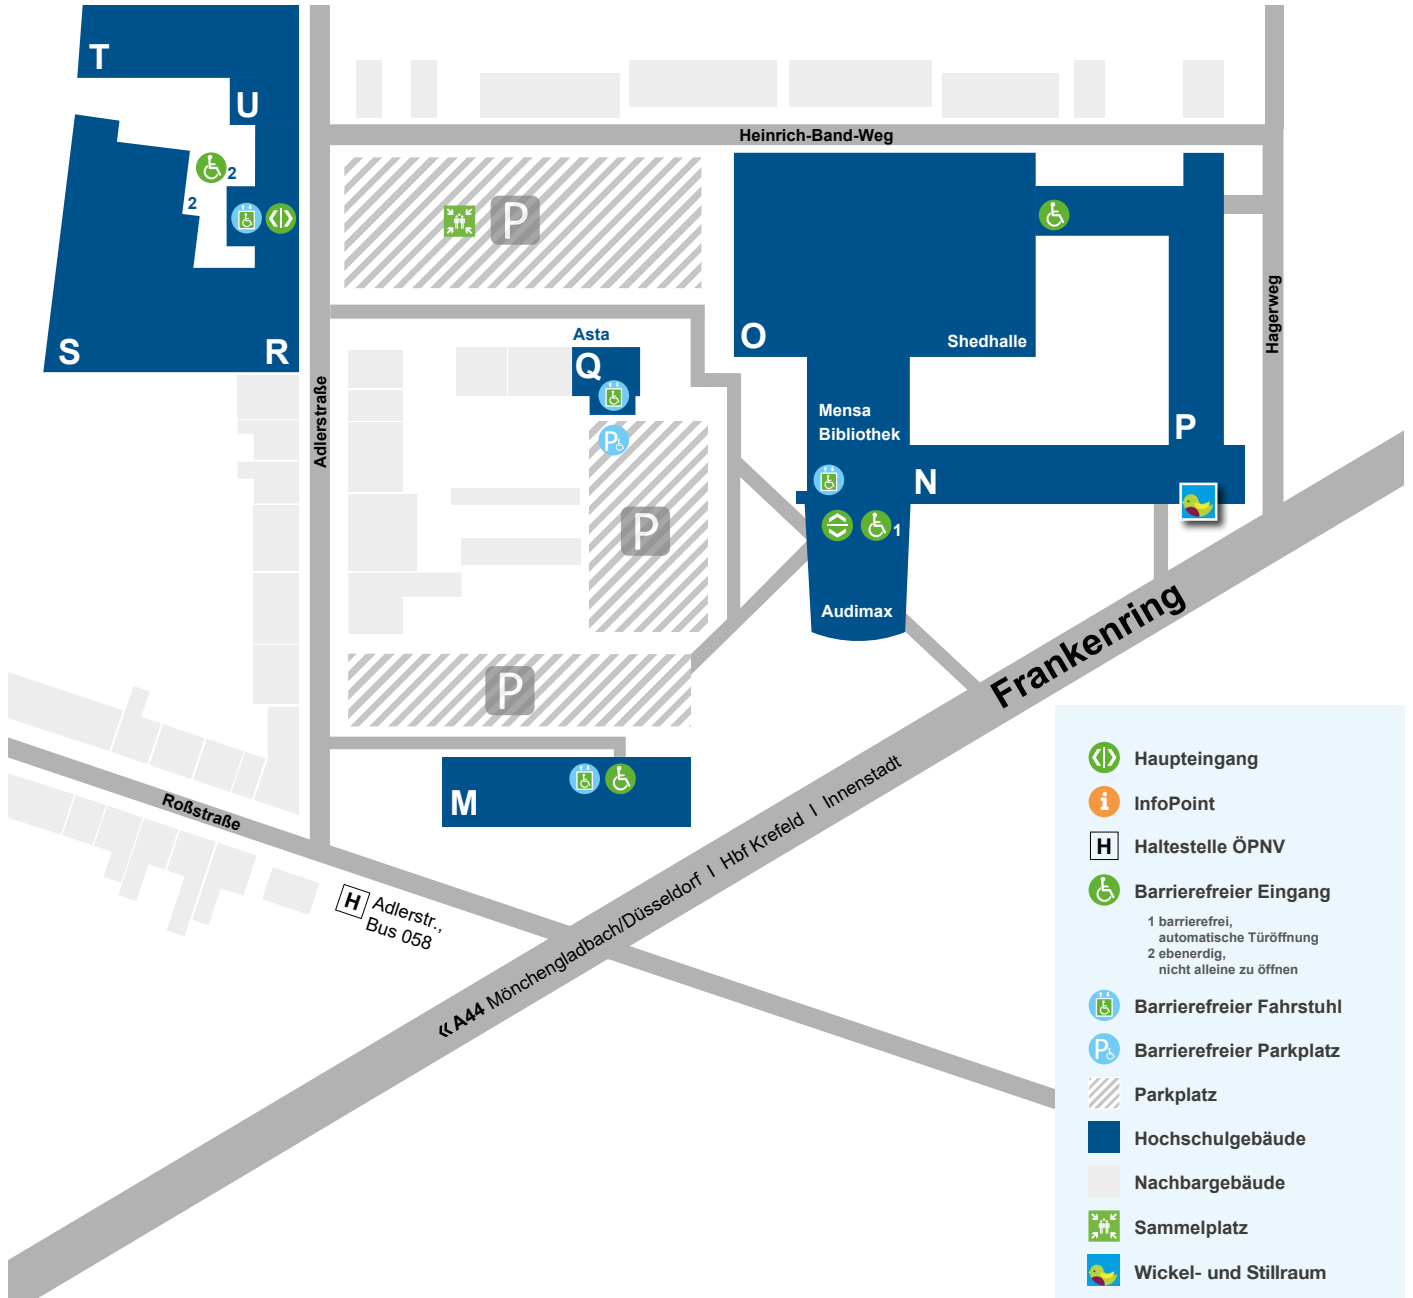 T
U
Heinrich-Band-Weg
2
2
P
Hagerweg
S
R
Asta
Q
O
Shedhalle
Adlerstraße
Mensa
Bibliothek
P
P
N
P
1
Audimax
Frankenring
P
M
Roßstraße
H Adlerstr.,
Bus 058
« A44 Mönchengladbach/Düsseldorf I Hbf Krefeld I Innenstadt
Haupteingang
i InfoPoint
H Haltestelle ÖPNV
Barrierefreier Eingang
1 barrierefrei,
automatische Türöffnung
2 ebenerdig,
nicht alleine zu öffnen
Barrierefreier Fahrstuhl
P Barrierefreier Parkplatz
Parkplatz
Hochschulgebäude
Nachbargebäude
Sammelplatz
Wickel- und Stillraum